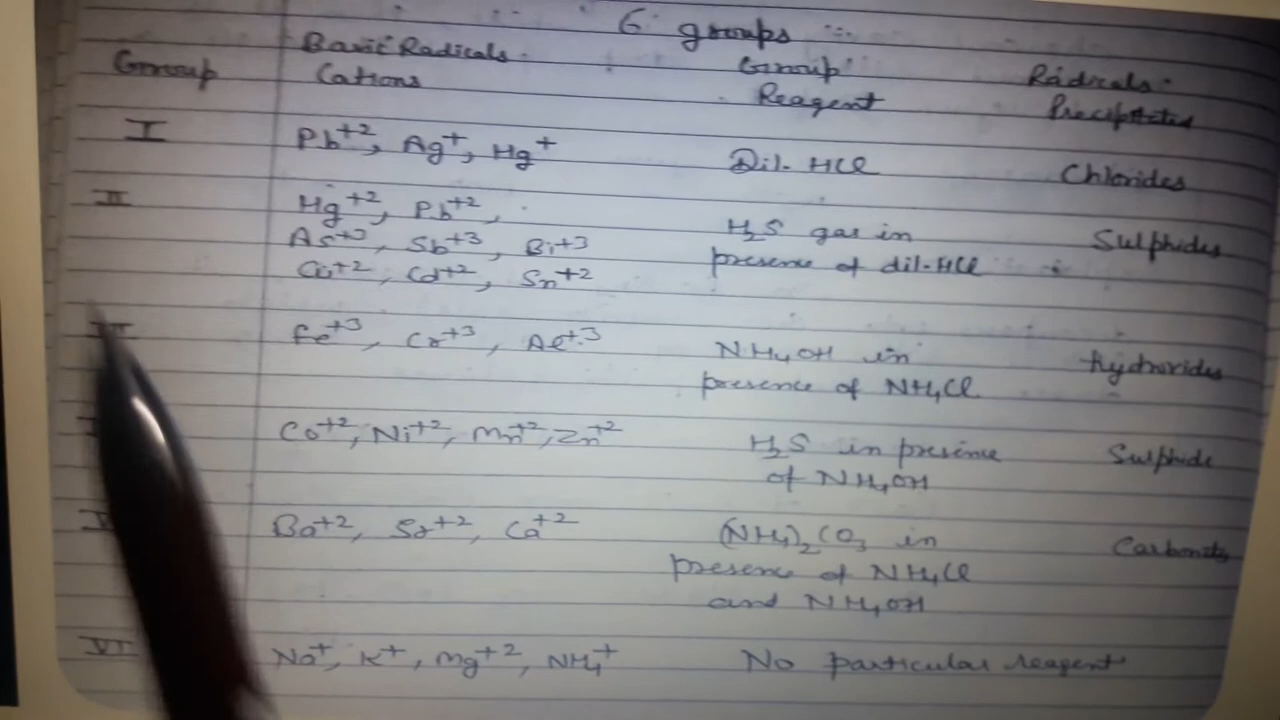 6 groups
Group Basic Radicals Cations Group Reagent Radicals Precipitated
I Pb+2, Ag+, Hg+ Dil. HCl Chlorides
II Hg+2, Pb+2, H2S gas in Sulphides
As+3, Sb+3, Bi+3 presence of dil-HCl
Cu+2, Cd+2, Sn+2
III Fe+3, Cr+3, Al+3 NH4OH in hydroxides
presence of NH4Cl
Co+2, Ni+2, Mn+2, Zn+2 H2S in presence Sulphide
of NH4OH
V Ba+2, Sr+2, Ca+2 (NH4)2CO3 in Carbonates
presence of NH4Cl
and NH4OH
VI Na+, K+, Mg+2, NH4+ No particular reagent